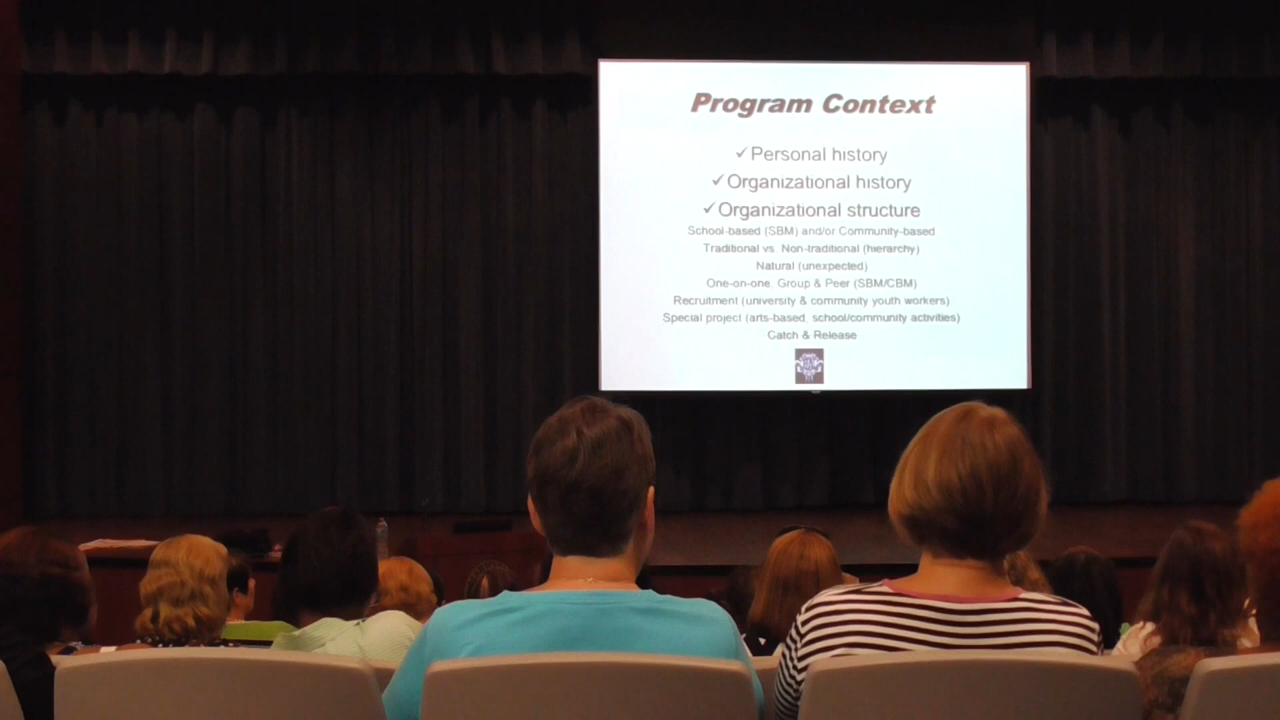 Program Context
✓Personal history
✓Organizational history
✓Organizational structure
School-based (SBM) and/or Community-based
Traditional vs. Non-traditional (hierarchy)
Natural (unexpected)
One-on-one, Group & Peer (SBM/CBM)
Recruitment (university & community youth workers)
Special project (arts-based, school/community activities)
Catch & Release